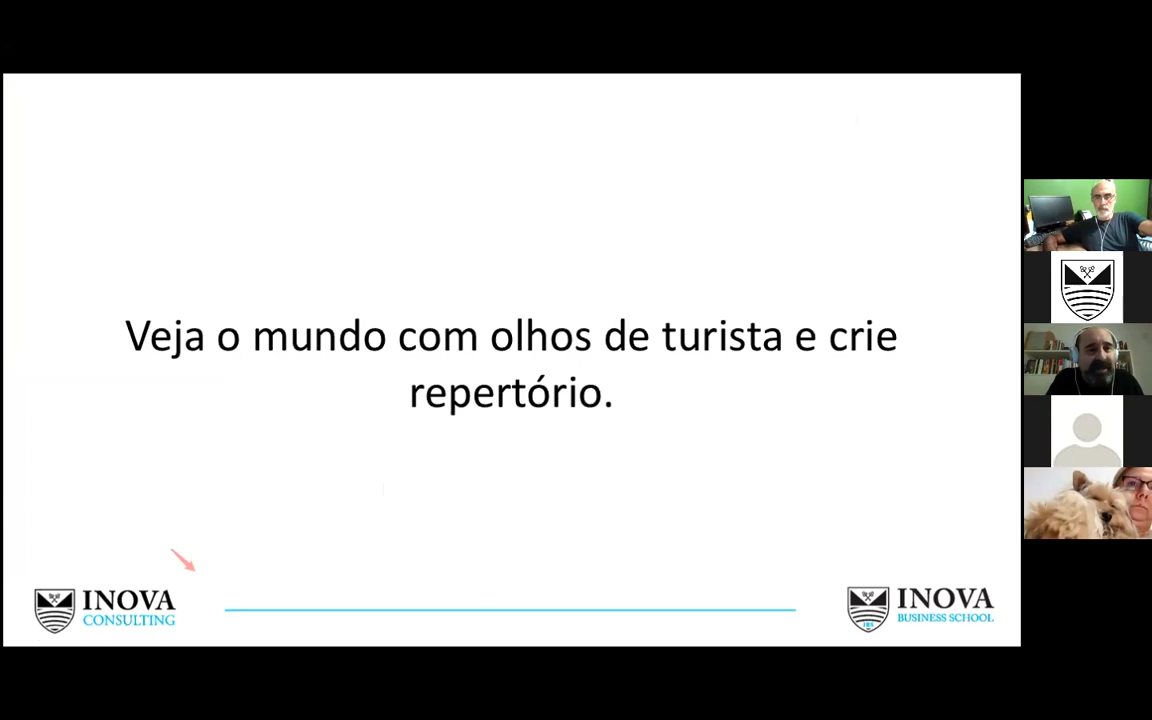 Veja o mundo com olhos de turista e crie
repertório.
INOVA
CONSULTING
INOVA
BUSINESS SCHOOL